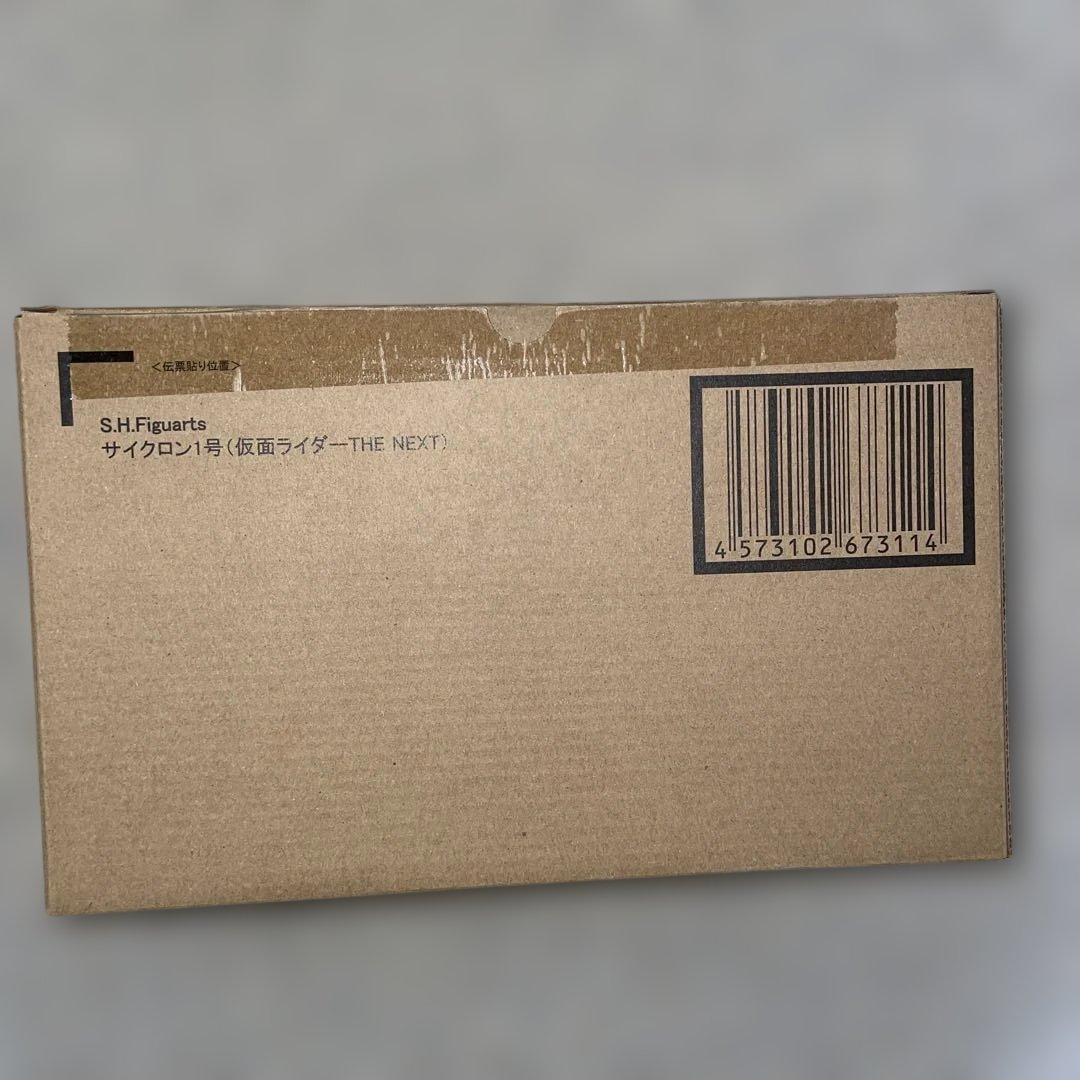 ＜伝票貼り位置＞
S.H.Figuarts
サイクロン1号（仮面ライダーTHE NEXT）
4 573102 673114